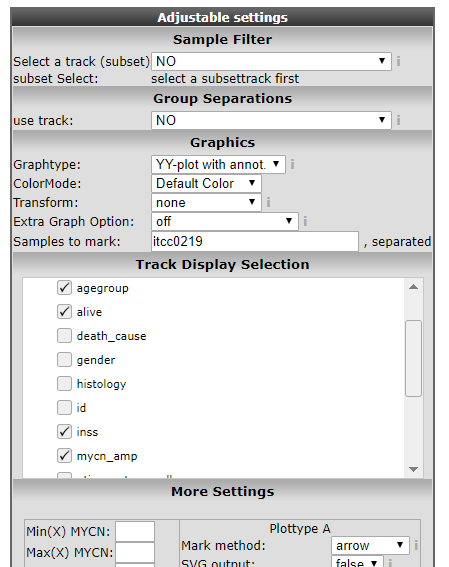 Adjustable settings
Sample Filter
Select a track (subset) NO
subset Select: select a subsettrack first
Group Separations
use track: NO
Graphics
Graphtype: YY-plot with annot.
ColorMode: Default Color
Transform: none
Extra Graph Option: off
Samples to mark: itcc0219 , separated
Track Display Selection
agegroup
alive
death_cause
gender
histology
id
inss
mycn_amp
More Settings
Min(X) MYCN: Plottype A
Max(X) MYCN: Mark method: arrow
SVG output: false